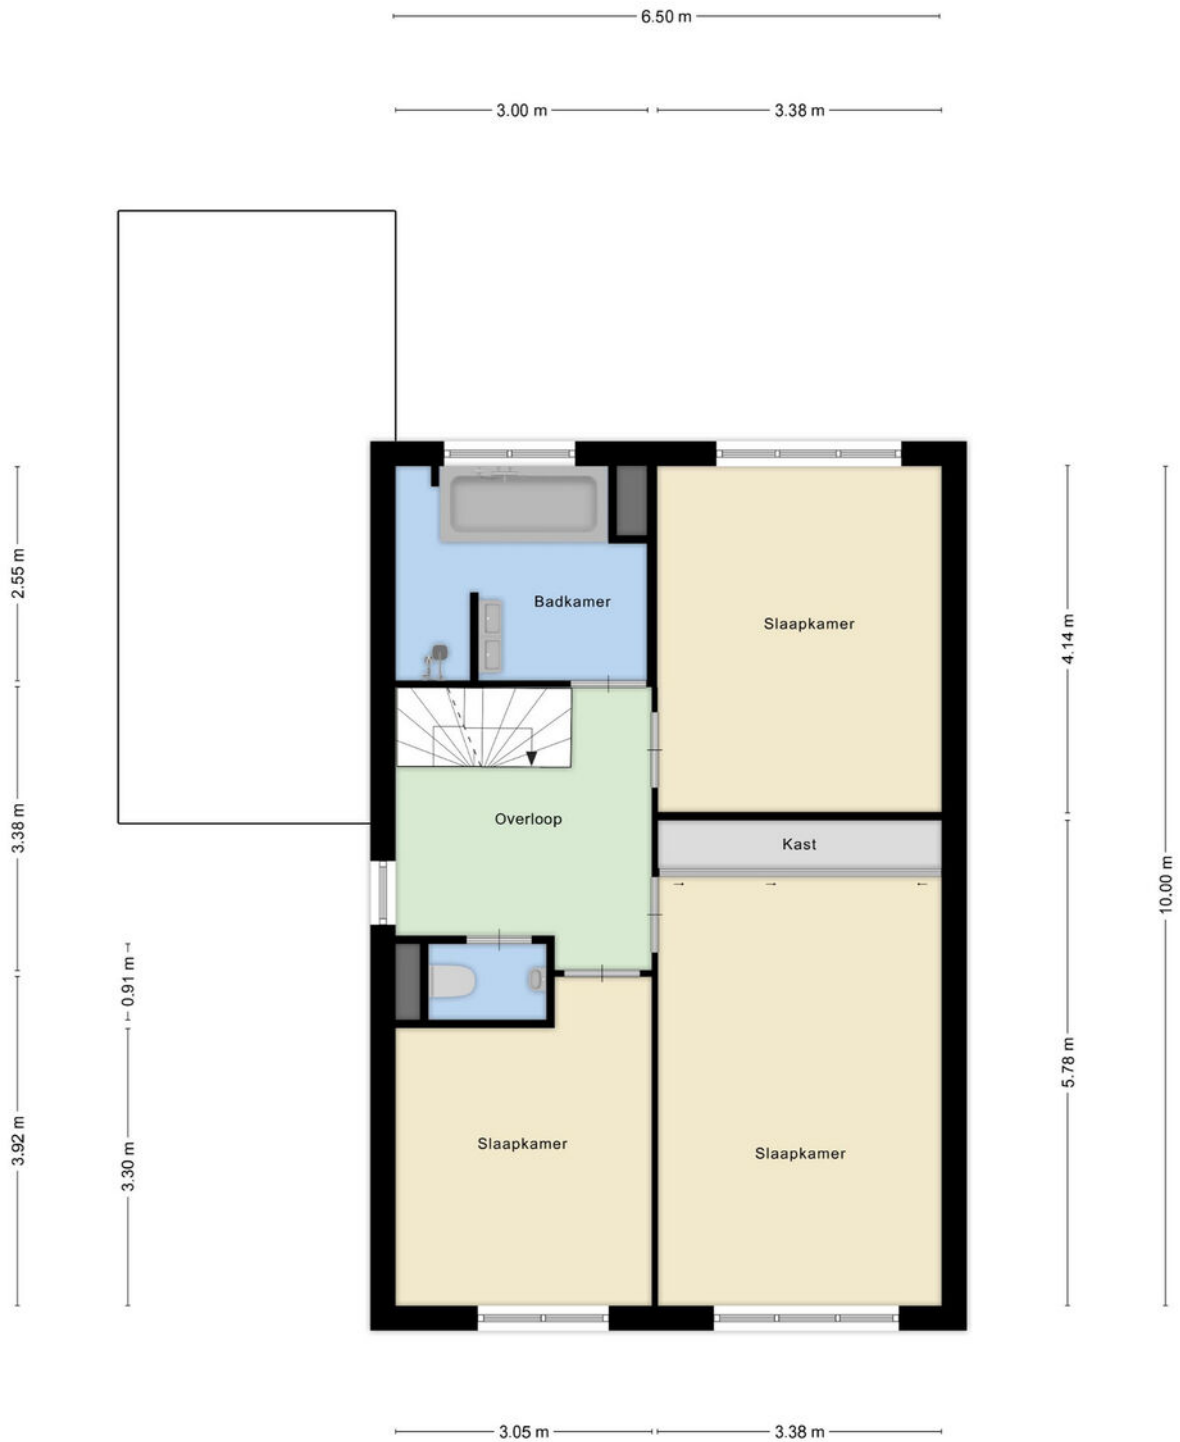 6.50 m
3.00 m
3.38 m
2.55 m
Badkamer
Slaapkamer
4.14 m
3.38 m
Overloop
Kast
10.00 m
0.91 m
5.78 m
3.92 m
3.30 m
Slaapkamer
Slaapkamer
3.05 m
3.38 m